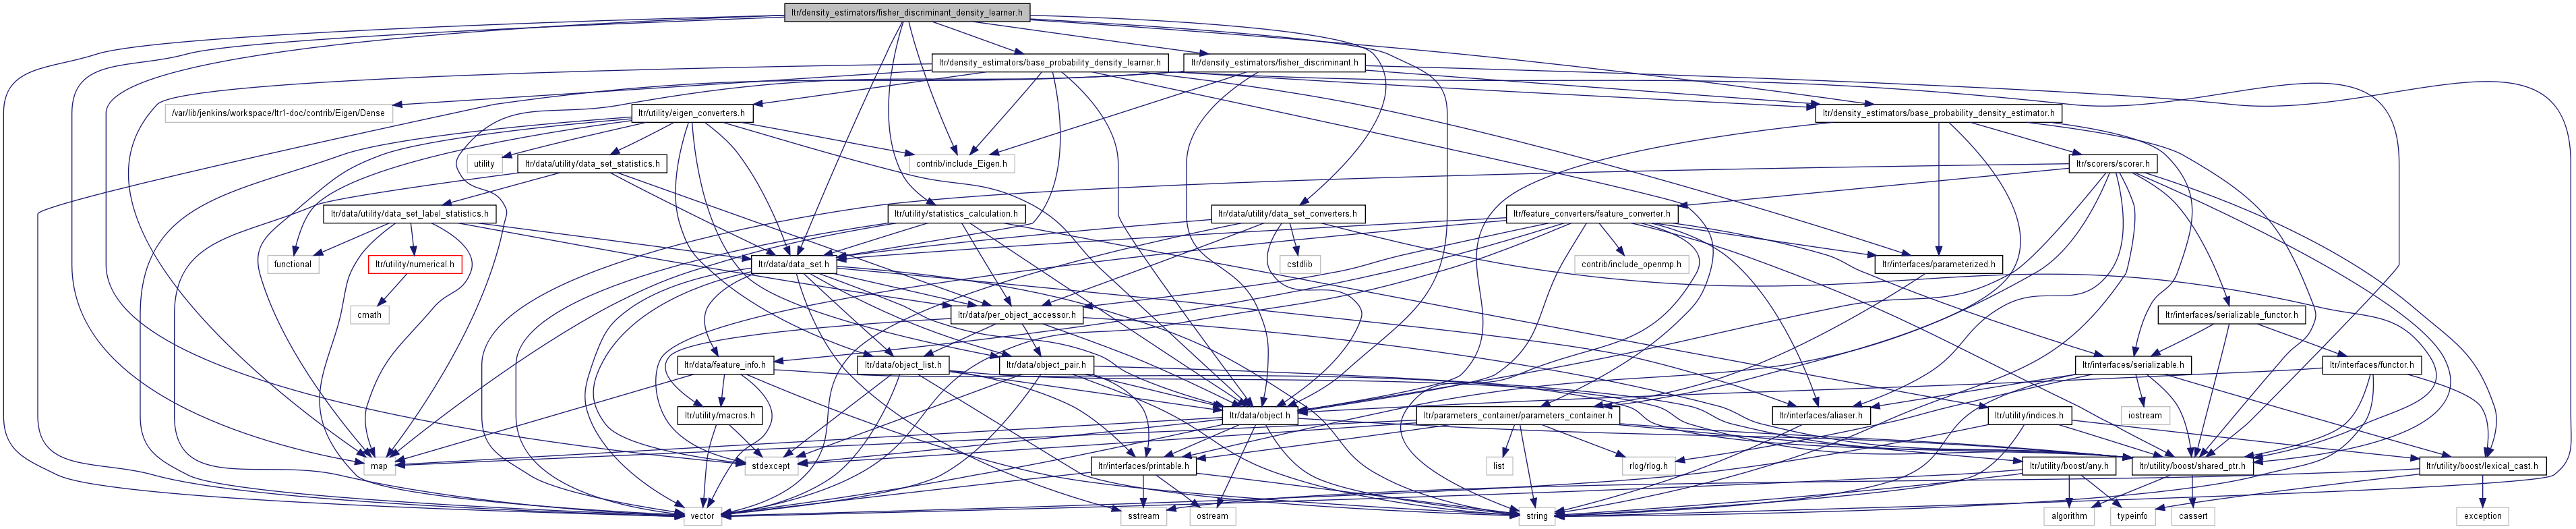 ltr/density_estimators/fisher_discriminant_density_learner.h
ltr/density_estimators/base_probability_density_learner.h
ltr/density_estimators/fisher_discriminant.h
/var/lib/jenkins/workspace/ltr1-doc/contrib/Eigen/Dense
ltr/utility/eigen_converters.h
ltr/density_estimators/base_probability_density_estimator.h
utility
ltr/data/utility/data_set_statistics.h
contrib/include_Eigen.h
ltr/scorers/scorer.h
ltr/data/utility/data_set_label_statistics.h
ltr/utility/statistics_calculation.h
ltr/data/utility/data_set_converters.h
ltr/feature_converters/feature_converter.h
functional
ltr/utility/numerical.h
ltr/data/data_set.h
cstdlib
contrib/include_openmp.h
ltr/interfaces/parameterized.h
cmath
ltr/data/per_object_accessor.h
ltr/interfaces/serializable_functor.h
ltr/data/feature_info.h
ltr/data/object_list.h
ltr/data/object_pair.h
ltr/interfaces/serializable.h
ltr/interfaces/functor.h
ltr/utility/macros.h
ltr/data/object.h
ltr/parameters_container/parameters_container.h
ltr/interfaces/aliaser.h
ltr/utility/indices.h
iostream
map
stdexcept
ltr/interfaces/printable.h
list
rlog/rlog.h
ltr/utility/boost/any.h
ltr/utility/boost/shared_ptr.h
ltr/utility/boost/lexical_cast.h
vector
sstream
ostream
string
algorithm
typeinfo
cassert
exception